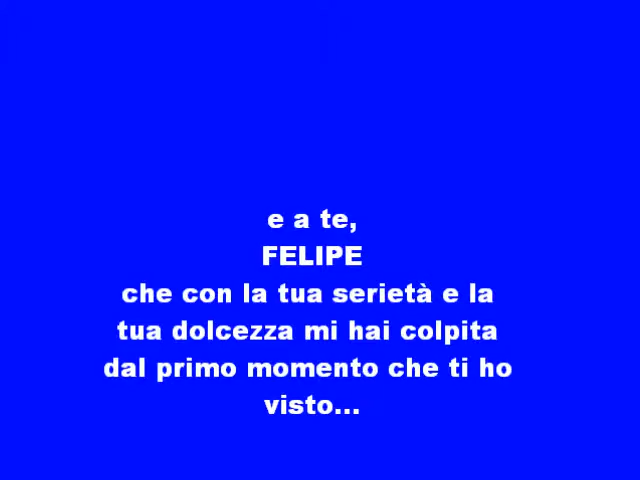 e a te,
FELIPE
che con la tua serietà e la
tua dolcezza mi hai colpita
dal primo momento che ti ho
visto...